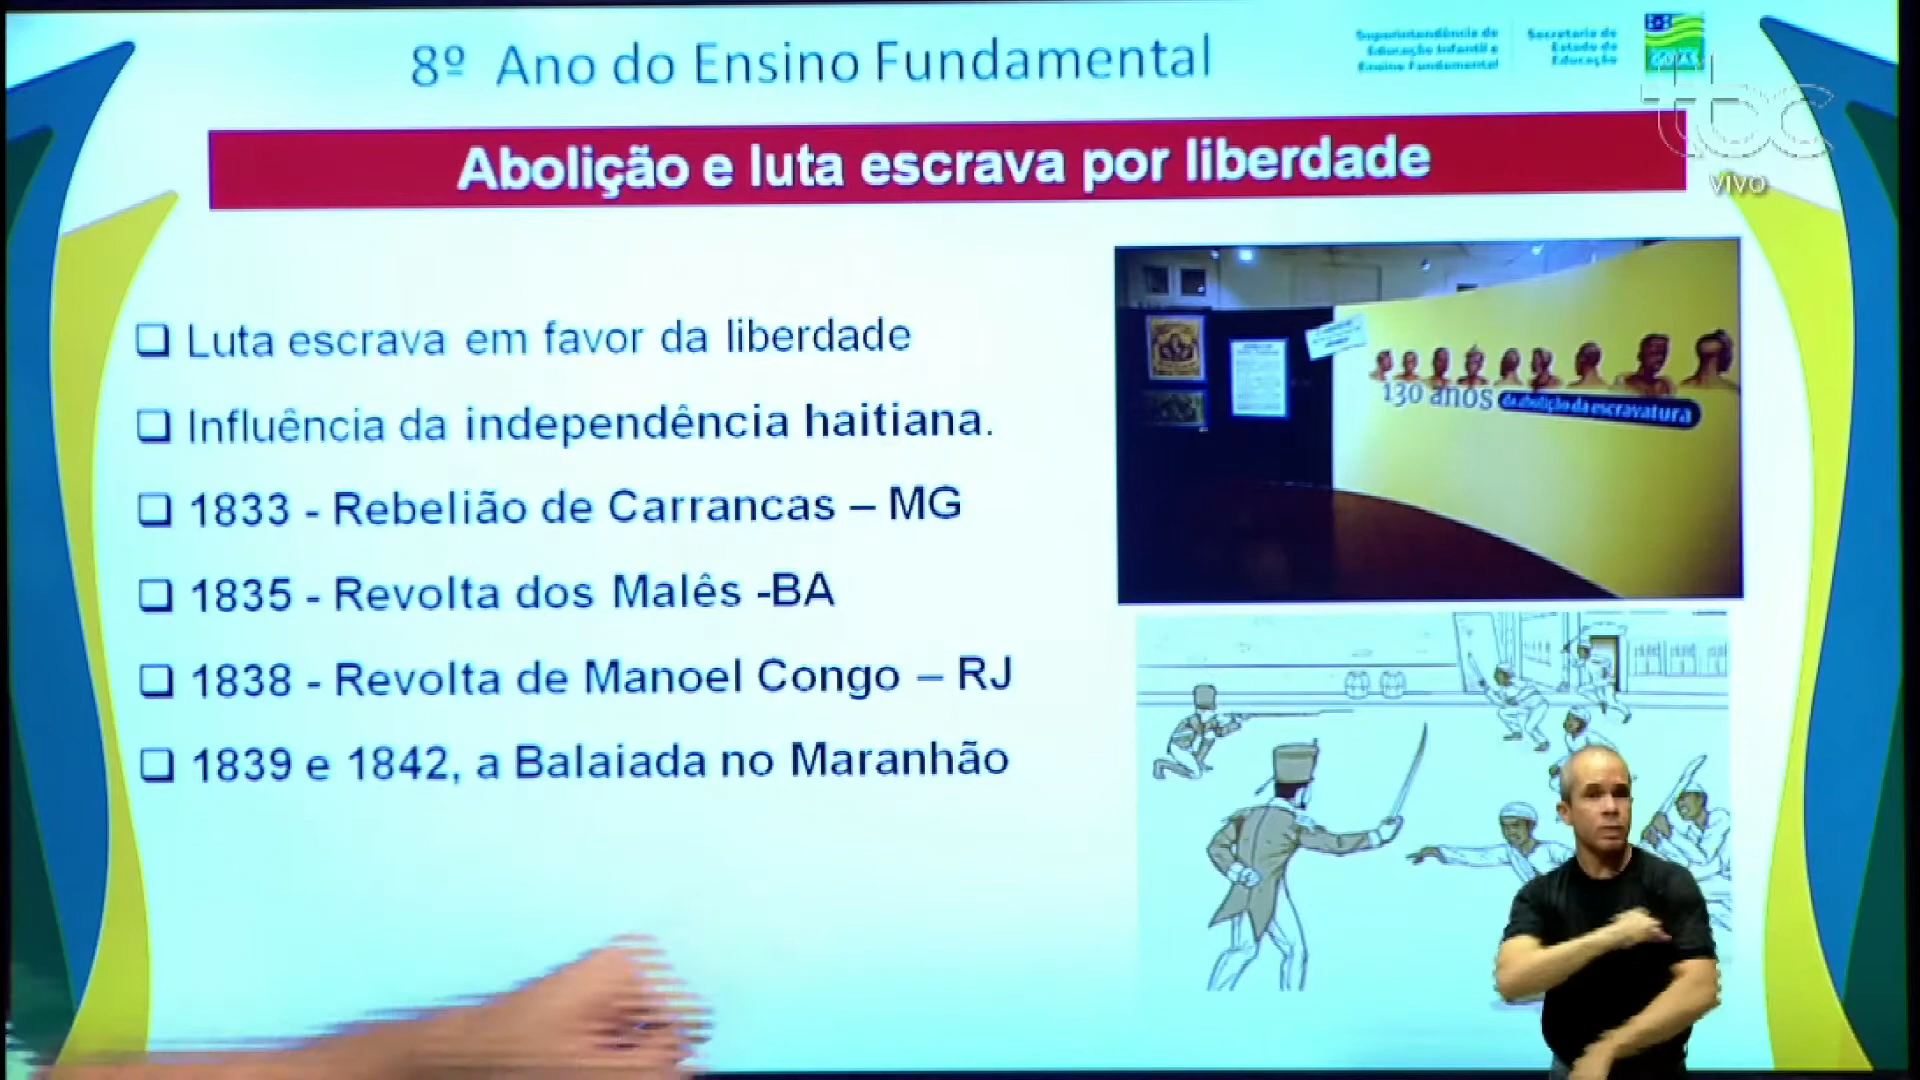 8º Ano do Ensino Fundamental
Superintendência de
Educação Infantil e
Ensino Fundamental
Secretaria de
Estado de
Educação
GOIÁS
tbc
VIVO
Abolição e luta escrava por liberdade
Luta escrava em favor da liberdade
Influência da independência haitiana.
1833 - Rebelião de Carrancas – MG
1835 - Revolta dos Malês -BA
1838 - Revolta de Manoel Congo – RJ
1839 e 1842, a Balaiada no Maranhão
130 anos da abolição da escravatura